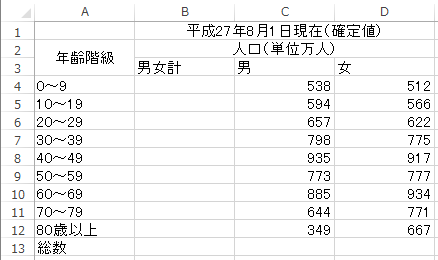 A B C D
1 平成27年8月1日現在(確定値)
2 人口(単位万人)
年齢階級
3 男女計 男 女
4 0～9 538 512
5 10～19 594 566
6 20～29 657 622
7 30～39 798 775
8 40～49 935 917
9 50～59 773 777
10 60～69 885 934
11 70～79 644 771
12 80歳以上 349 667
13 総数